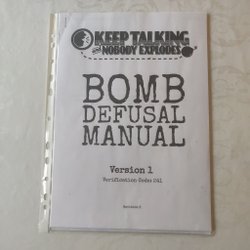 KEEP TALKING
AND NOBODY EXPLODES
BOMB
DEFUSAL
MANUAL
Version 1
Verification Code: 241